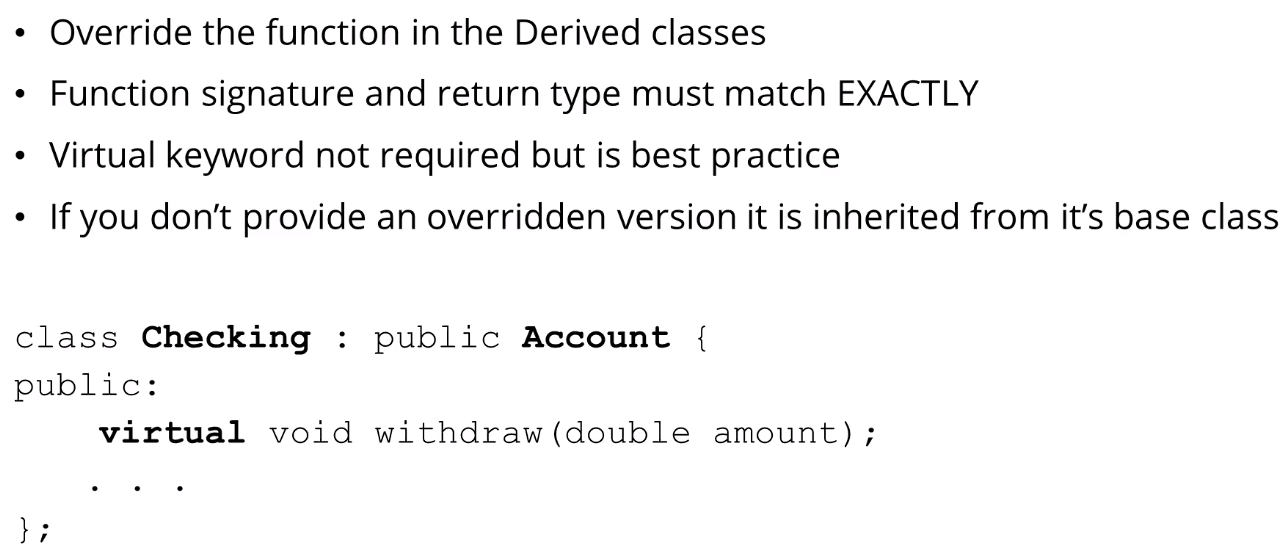 • Override the function in the Derived classes
• Function signature and return type must match EXACTLY
• Virtual keyword not required but is best practice
• If you don’t provide an overridden version it is inherited from it’s base class
class Checking : public Account {
public:
    virtual void withdraw(double amount);
    . . .
};